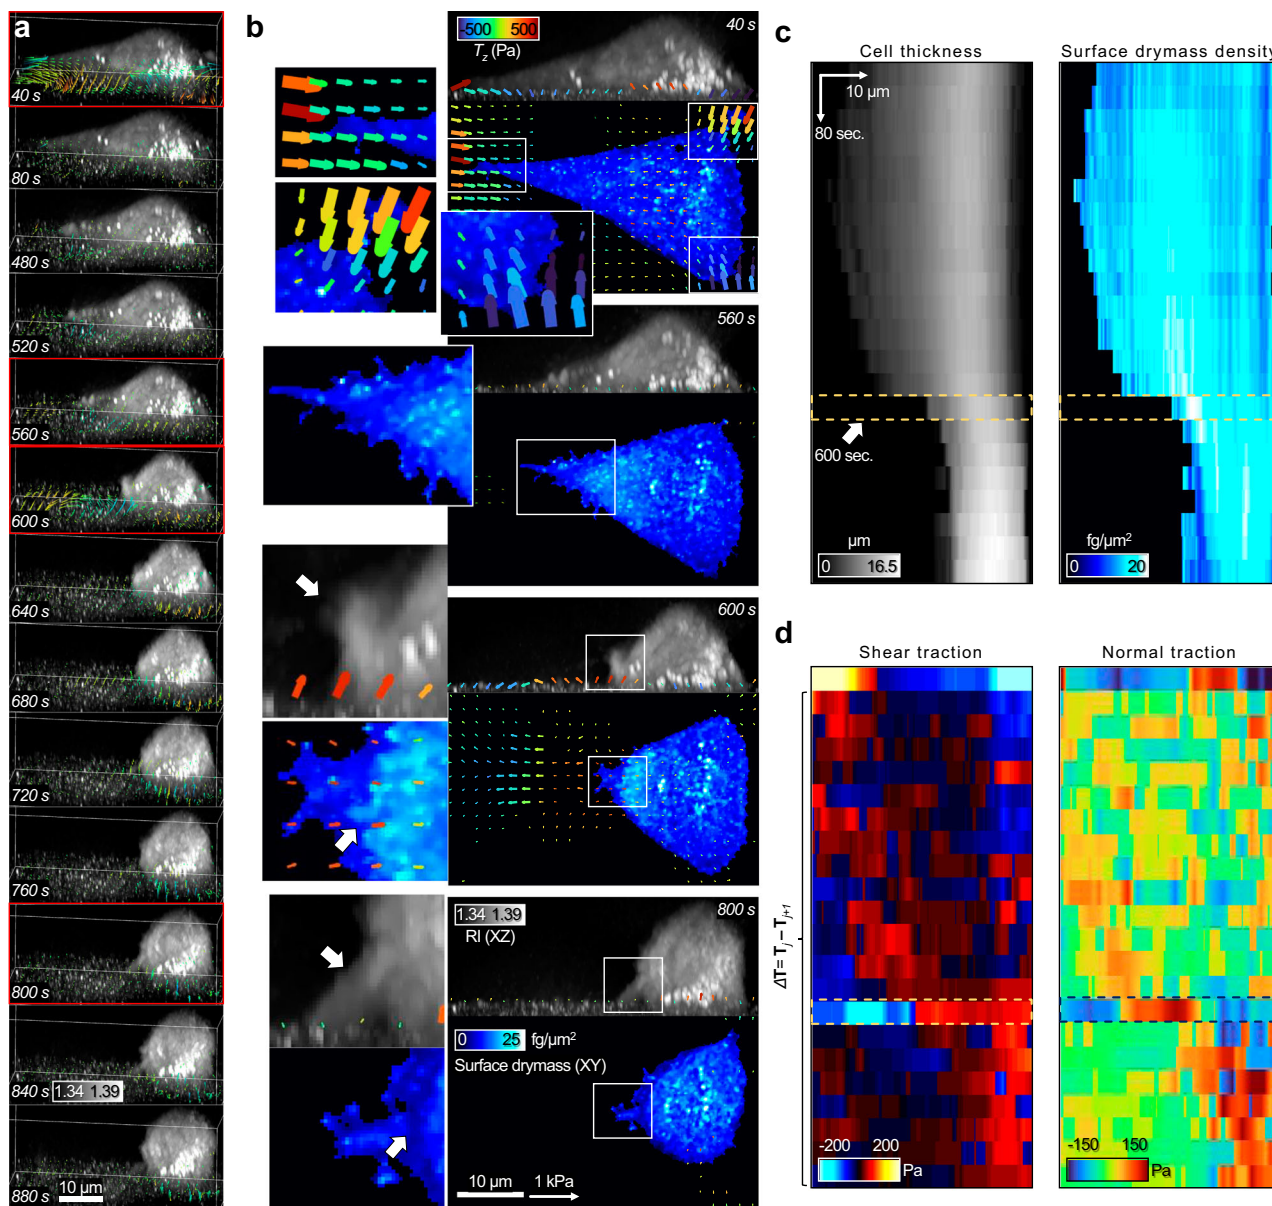 a
40 s
80 s
480 s
520 s
560 s
600 s
640 s
680 s
720 s
760 s
800 s
840 s
1.34 1.39
880 s
10 µm
b
-500 500
Tz (Pa)
40 s
560 s
600 s
800 s
1.34 1.39
RI (XZ)
0 25 fg/µm²
Surface drymass (XY)
10 µm
1 kPa
c
Cell thickness
Surface drymass density
10 µm
80 sec.
600 sec.
µm
0 16.5
fg/µm²
0 20
d
Shear traction
Normal traction
ΔT = Tj − Tj+1
-200 200
Pa
-150 150
Pa